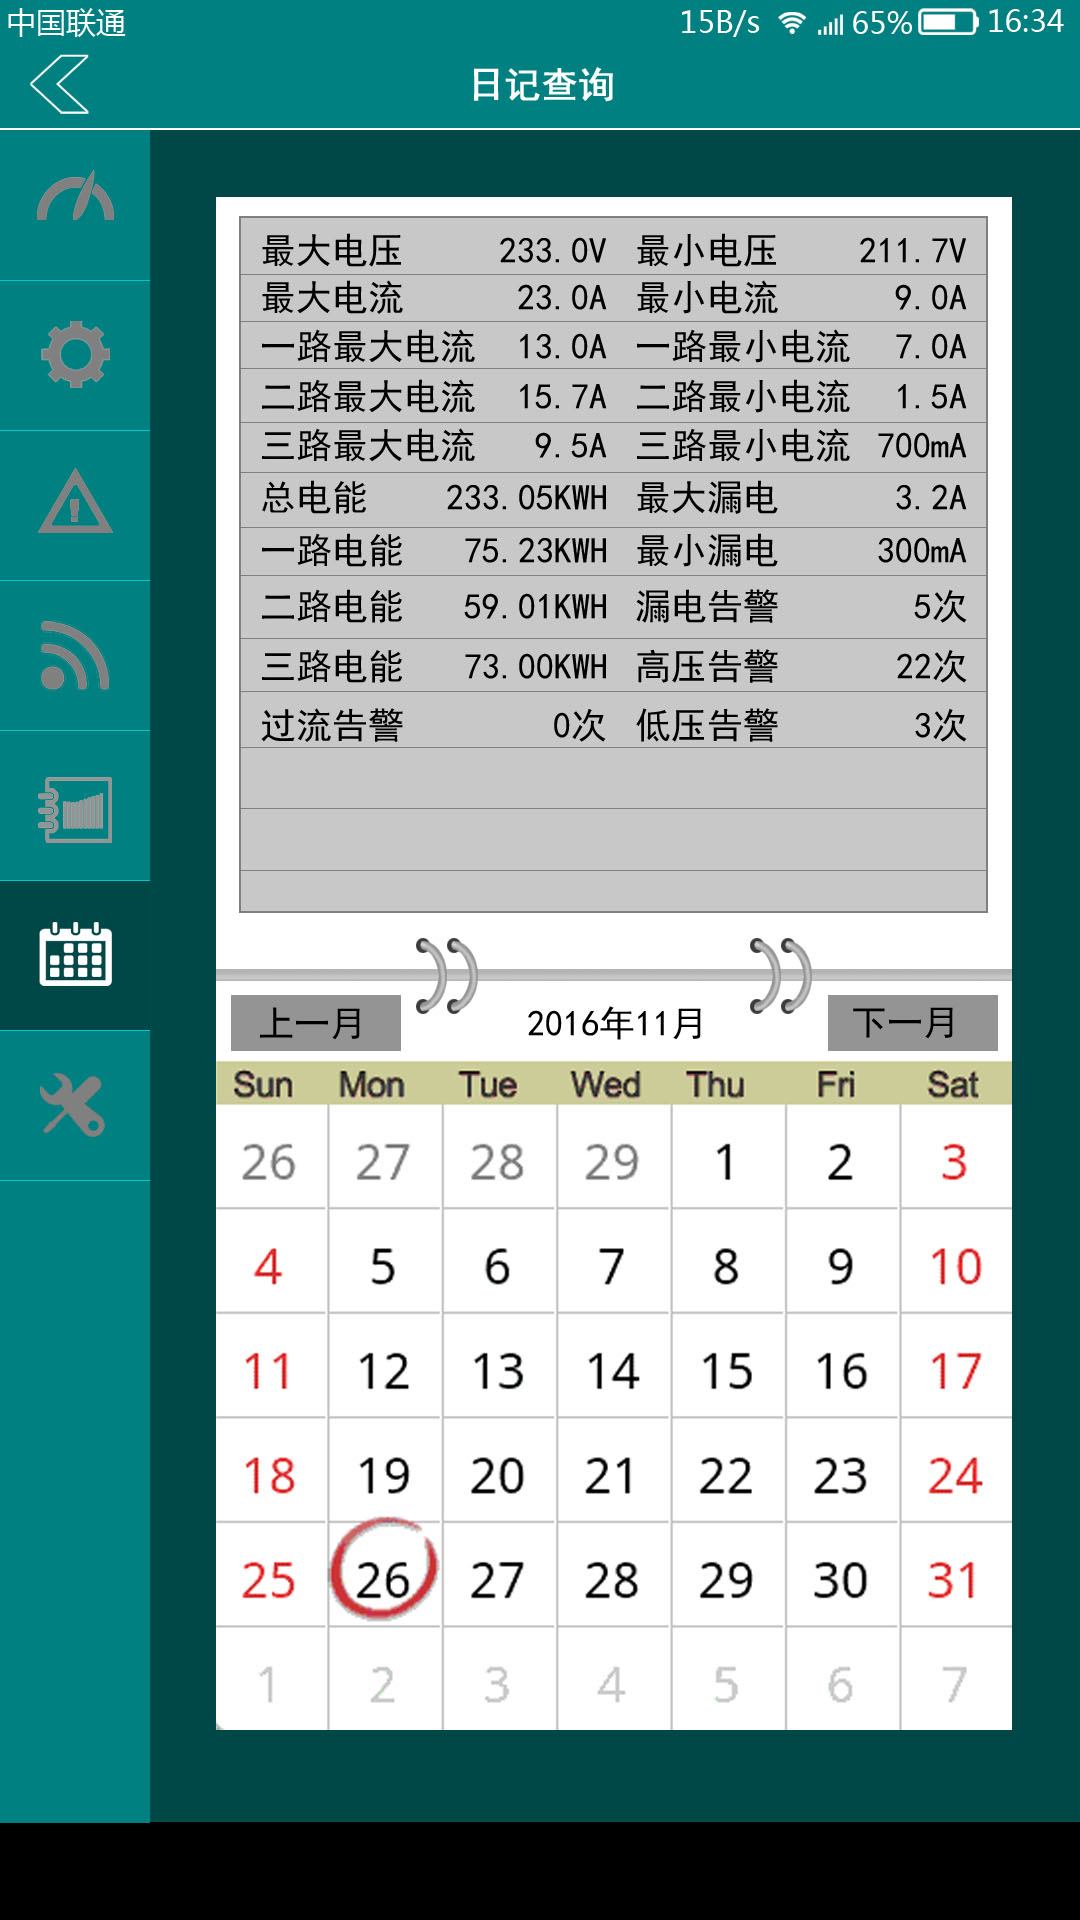 中国联通 15B/s 65% 16:34
日记查询
最大电压 233.0V 最小电压 211.7V
最大电流 23.0A 最小电流 9.0A
一路最大电流 13.0A 一路最小电流 7.0A
二路最大电流 15.7A 二路最小电流 1.5A
三路最大电流 9.5A 三路最小电流 700mA
总电能 233.05KWH 最大漏电 3.2A
一路电能 75.23KWH 最小漏电 300mA
二路电能 59.01KWH 漏电告警 5次
三路电能 73.00KWH 高压告警 22次
过流告警 0次 低压告警 3次
上一月 2016年11月 下一月
Sun Mon Tue Wed Thu Fri Sat
26 27 28 29 1 2 3
4 5 6 7 8 9 10
11 12 13 14 15 16 17
18 19 20 21 22 23 24
25 26 27 28 29 30 31
1 2 3 4 5 6 7